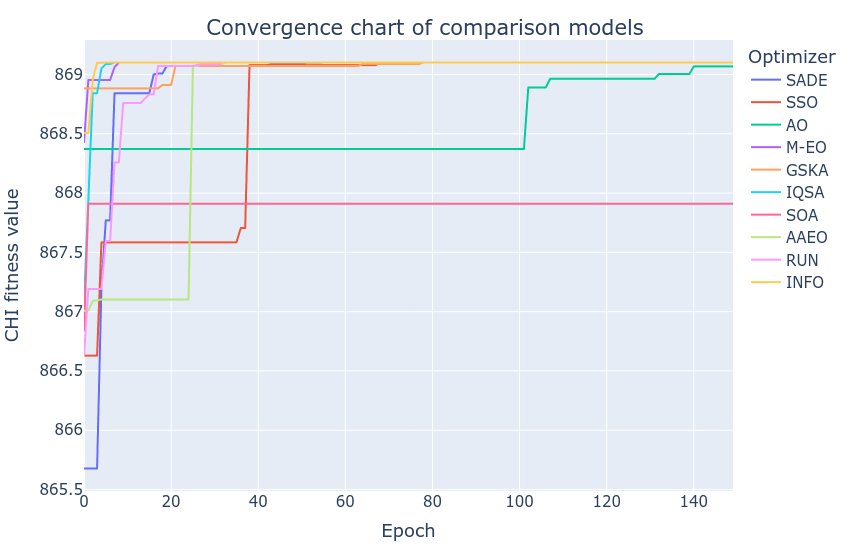 Convergence chart of comparison models
CHI fitness value
869
868.5
868
867.5
867
866.5
866
865.5
0 20 40 60 80 100 120 140
Epoch
Optimizer
SADE
SSO
AO
M-EO
GSKA
IQSA
SOA
AAEO
RUN
INFO